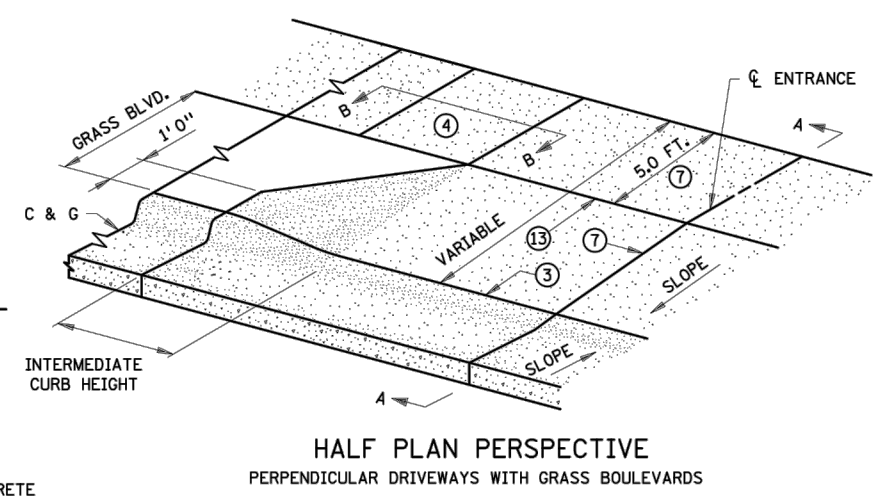 ℄ ENTRANCE
GRASS BLVD.
1' 0"
B
4
A
B
5.0 FT.
7
C & G
VARIABLE
13
7
3
SLOPE
SLOPE
INTERMEDIATE
CURB HEIGHT
A
HALF PLAN PERSPECTIVE
PERPENDICULAR DRIVEWAYS WITH GRASS BOULEVARDS
RETE